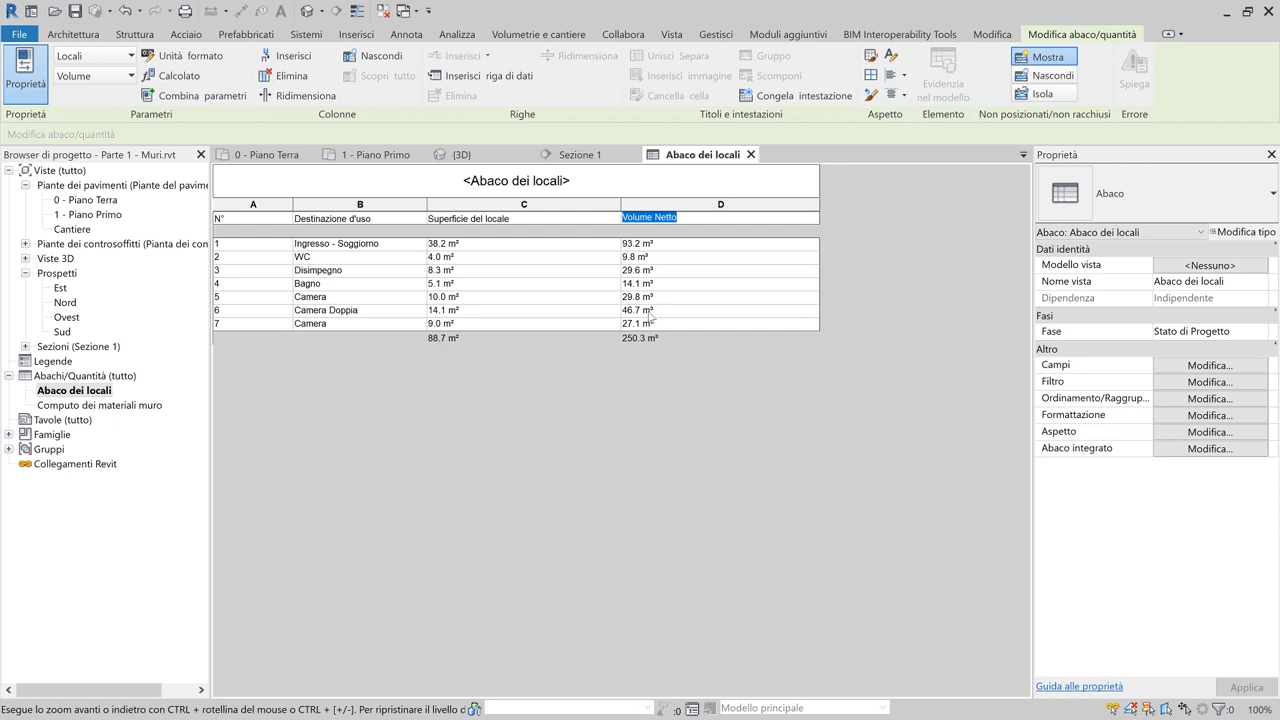 File Architettura Struttura Acciaio Prefabbricati Sistemi Inserisci Annota Analizza Volumetrie e cantiere Collabora Vista Gestisci Moduli aggiuntivi BIM Interoperability Tools Modifica Modifica abaco/quantità
Proprietà
Locali
Volume
Unità formato
Calcolato
Combina param
Inserisci
Elimina
Ridimensiona
Nascondi
Scopri tutto
Inserisci
Inserisci riga di dati
Elimina
Ridimensiona
Unisci Separa
Inserisci immagine
Cancella cella
Gruppo
Scomponi
Congela intestazione
Evidenzia
nel modello
Mostra
Nascondi
Isola
Spiega
Proprietà Parametri Colonne Righe Titoli e intestazioni Aspetto Elemento Non posizionati/non racchiusi Errore
Modifica abaco/quantità
Browser di progetto - Parte 1 - Muri.rvt
Viste (tutto)
Piante dei pavimenti (Piante del pavime
0 - Piano Terra
1 - Piano Primo
Cantiere
Piante dei controsoffitti (Pianta dei con
Viste 3D
Prospetti
Est
Nord
Ovest
Sud
Sezioni (Sezione 1)
Legende
Abachi/Quantità (tutto)
Abaco dei locali
Computo dei materiali muro
Tavole (tutto)
Famiglie
Gruppi
Collegamenti Revit
0 - Piano Terra 1 - Piano Primo {3D} Sezione 1 Abaco dei locali
<Abaco dei locali>
A B C D
N° Destinazione d'uso Superficie del locale Volume Netto
1 Ingresso - Soggiorno 38.2 m² 93.2 m³
2 WC 4.0 m² 9.8 m³
3 Disimpegno 8.3 m² 29.6 m³
4 Bagno 5.1 m² 14.1 m³
5 Camera 10.0 m² 29.8 m³
6 Camera Doppia 14.1 m² 46.7 m³
7 Camera 9.0 m² 27.1 m³
88.7 m² 250.3 m³
Proprietà
Abaco
Abaco: Abaco dei locali Modifica tipo
Dati identità
Modello vista <Nessuno>
Nome vista Abaco dei locali
Dipendenza Indipendente
Fasi
Fase Stato di Progetto
Altro
Campi Modifica...
Filtro Modifica...
Ordinamento/Raggrup... Modifica...
Formattazione Modifica...
Aspetto Modifica...
Abaco integrato Modifica...
Guida alle proprietà Applica
Esegue lo zoom avanti o indietro con CTRL + rotellina del mouse o CTRL + [+/-]. Per ripristinare il livello d :0 Modello principale :0 100%